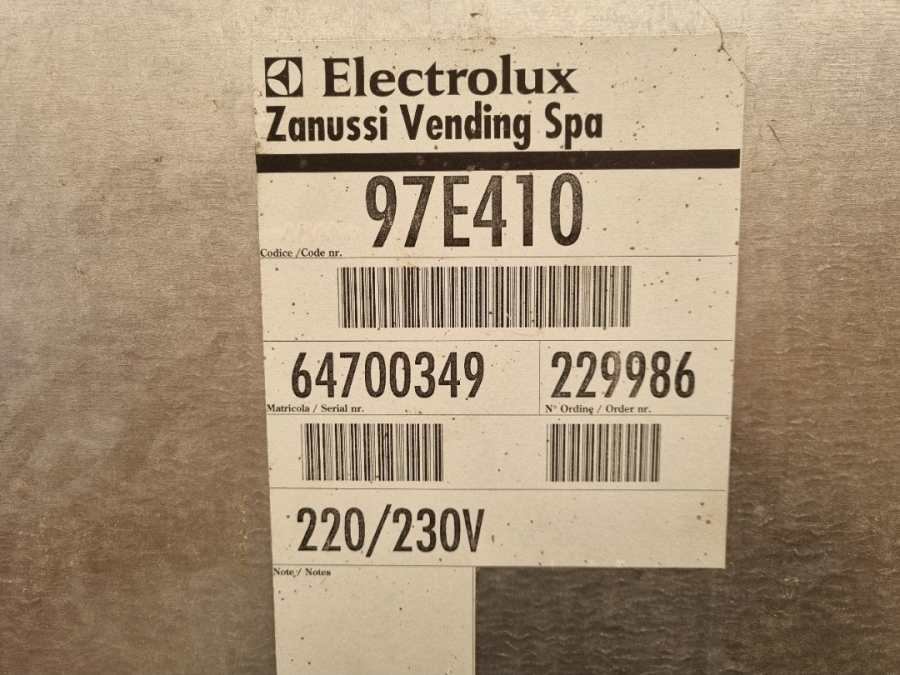 Electrolux
Zanussi Vending Spa
97E410
Codice /Code nr.
64700349 229986
Matricola / Serial nr. N° Ordine / Order nr.
220/230V
Note / Notes